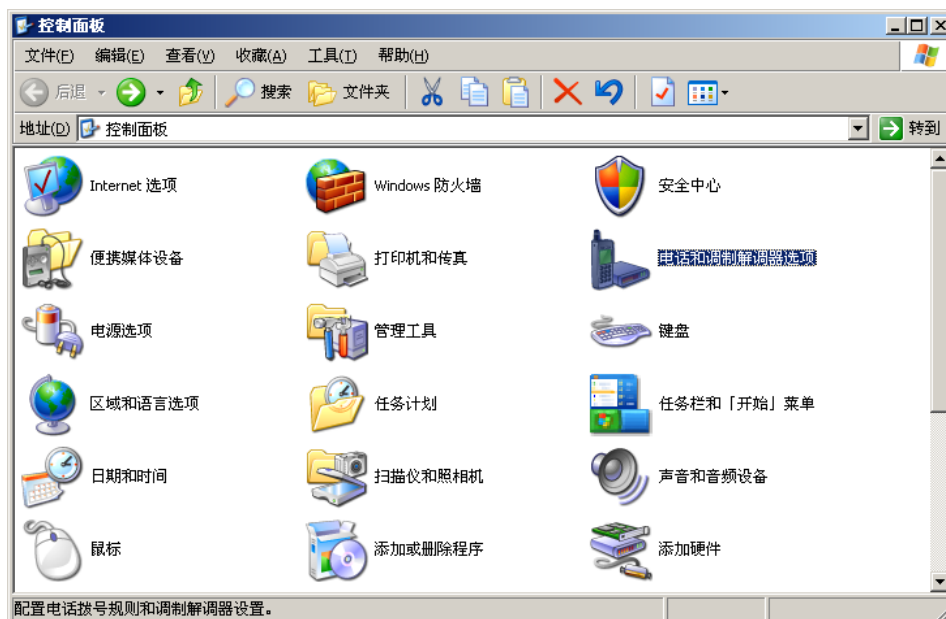 控制面板
文件(F) 编辑(E) 查看(V) 收藏(A) 工具(T) 帮助(H)
后退 搜索 文件夹
地址(D) 控制面板 转到
Internet 选项 Windows 防火墙 安全中心
便携媒体设备 打印机和传真 电话和调制解调器选项
电源选项 管理工具 键盘
区域和语言选项 任务计划 任务栏和「开始」菜单
日期和时间 扫描仪和照相机 声音和音频设备
鼠标 添加或删除程序 添加硬件
配置电话拨号规则和调制解调器设置。